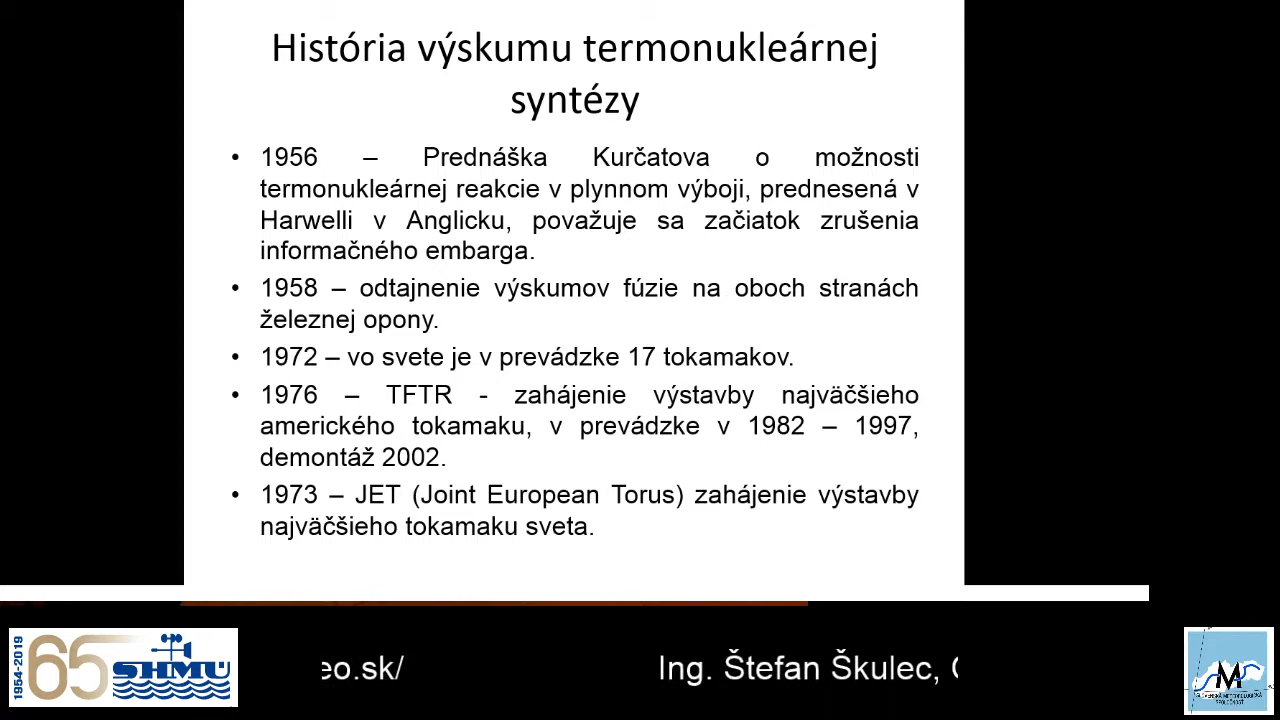 História výskumu termonukleárnej
syntézy
• 1956 – Prednáška Kurčatova o možnosti
termonukleárnej reakcie v plynnom výboji, prednesená v
Harwelli v Anglicku, považuje sa začiatok zrušenia
informačného embarga.
• 1958 – odtajnenie výskumov fúzie na oboch stranách
železnej opony.
• 1972 – vo svete je v prevádzke 17 tokamakov.
• 1976 – TFTR - zahájenie výstavby najväčšieho
amerického tokamaku, v prevádzke v 1982 – 1997,
demontáž 2002.
• 1973 – JET (Joint European Torus) zahájenie výstavby
najväčšieho tokamaku sveta.
1954-2019
65 SHMÚ
eo.sk/
Ing. Štefan Škulec,
M
SLOVENSKÁ METEOROLOGICKÁ
SPOLOČNOSŤ